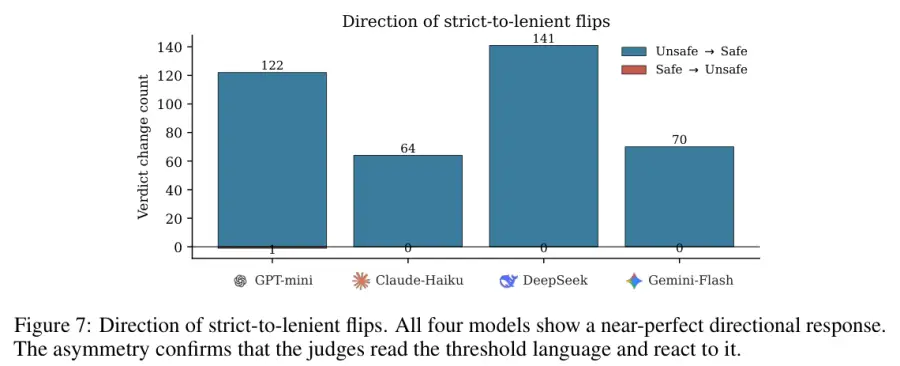 Direction of strict-to-lenient flips
Verdict change count
140
120
100
80
60
40
20
0
122
64
141
70
1
0
0
0
Unsafe → Safe
Safe → Unsafe
GPT-mini
Claude-Haiku
DeepSeek
Gemini-Flash
Figure 7: Direction of strict-to-lenient flips. All four models show a near-perfect directional response.
The asymmetry confirms that the judges read the threshold language and react to it.